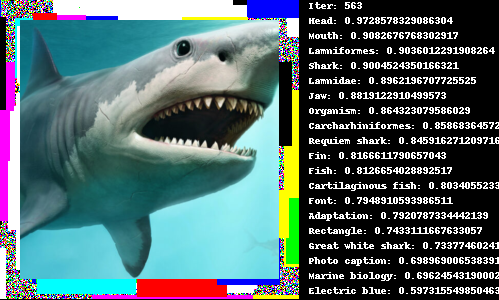 Iter: 563
Head: 0.9728578329086304
Mouth: 0.9082676768302917
Lamniformes: 0.9036012291908264
Shark: 0.9004524350166321
Lamnidae: 0.8962196707725525
Jaw: 0.8819122910499573
Organism: 0.864323079586029
Carcharhiniformes: 0.85868364572
Requiem shark: 0.8459162712097168
Fin: 0.8166611790657043
Fish: 0.8126654028892517
Cartilaginous fish: 0.8034055233
Font: 0.7948910593986511
Adaptation: 0.7920787334442139
Rectangle: 0.7433111667633057
Great white shark: 0.73377460241
Photo caption: 0.698969006538391
Marine biology: 0.69624543190002
Electric blue: 0.597315549850463